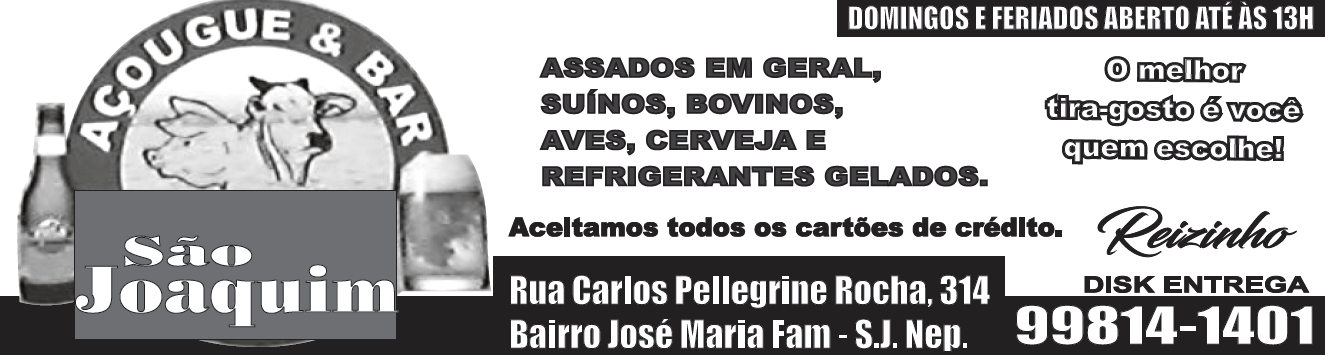 AÇOUGUE & BAR
São
Joaquim
DOMINGOS E FERIADOS ABERTO ATÉ ÀS 13H
ASSADOS EM GERAL,
SUÍNOS, BOVINOS,
AVES, CERVEJA E
REFRIGERANTES GELADOS.
O melhor
tira-gosto é você
quem escolhe!
Aceitamos todos os cartões de crédito.
Reizinho
DISK ENTREGA
99814-1401
Rua Carlos Pellegrine Rocha, 314
Bairro José Maria Fam - S.J. Nep.